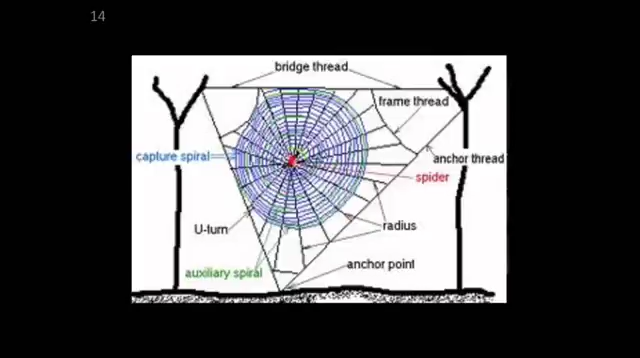 14
bridge thread
frame thread
capture spiral
anchor thread
spider
U-turn
radius
auxiliary spiral
anchor point